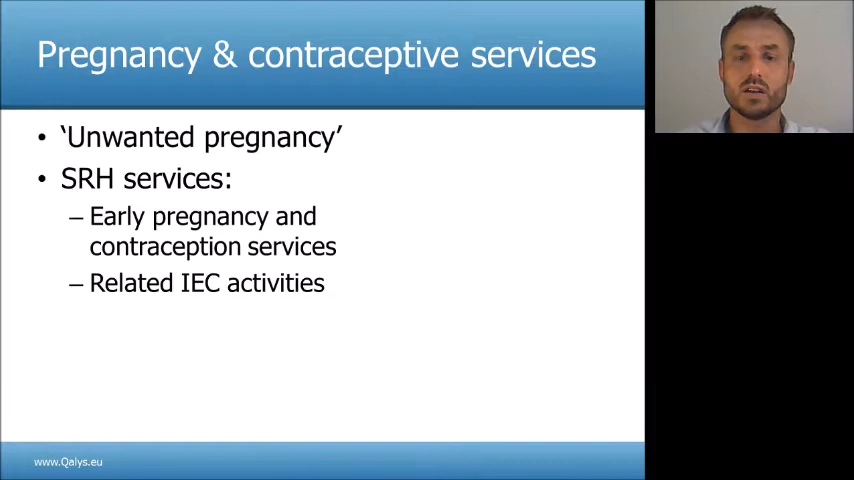 Pregnancy & contraceptive services
• ‘Unwanted pregnancy’
• SRH services:
– Early pregnancy and
contraception services
– Related IEC activities
www.Qalys.eu